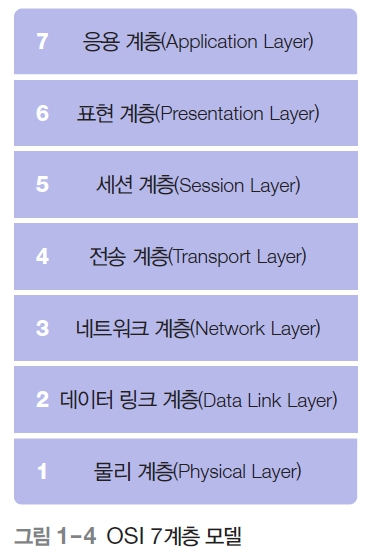 7 응용 계층(Application Layer)
6 표현 계층(Presentation Layer)
5 세션 계층(Session Layer)
4 전송 계층(Transport Layer)
3 네트워크 계층(Network Layer)
2 데이터 링크 계층(Data Link Layer)
1 물리 계층(Physical Layer)
그림 1-4 OSI 7계층 모델